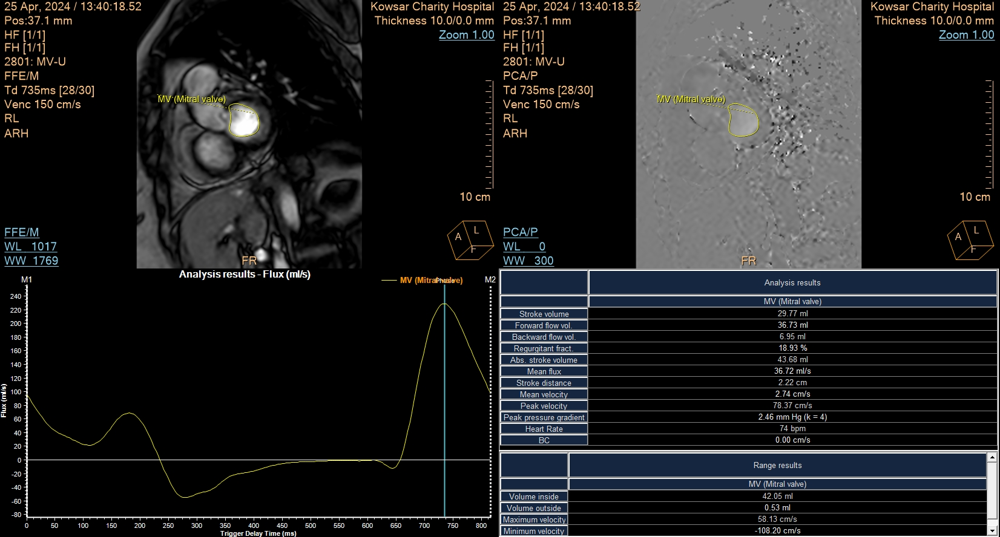 25 Apr, 2024 / 13:40:18.52
Pos:37.1 mm
HF [1/1]
FH [1/1]
2801: MV-U
FFE/M
Td 735ms [28/30]
Venc 150 cm/s
RL
ARH
Kowsar Charity Hospital
Thickness 10.0/0.0 mm
Zoom 1.00
MV (Mitral valve)
10 cm
FFE/M
WL 1017
WW 1769
FR
A L F
25 Apr, 2024 / 13:40:18.52
Pos:37.1 mm
HF [1/1]
FH [1/1]
2801: MV-U
PCA/P
Td 735ms [28/30]
Venc 150 cm/s
RL
ARH
Kowsar Charity Hospital
Thickness 10.0/0.0 mm
Zoom 1.00
MV (Mitral valve)
10 cm
PCA/P
WL 0
WW 300
FR
A L F
Analysis results - Flux (ml/s)
M1
MV (Mitral valve)
Phase
M2
240
220
200
180
160
140
120
100
80
60
40
20
0
-20
-40
-60
-80
Flux (ml/s)
0 50 100 150 200 250 300 350 400 450 500 550 600 650 700 750 800
Trigger Delay Time (ms)
Analysis results
MV (Mitral valve)
Stroke volume 29.77 ml
Forward flow vol. 36.73 ml
Backward flow vol. 6.95 ml
Regurgitant fract. 18.93 %
Abs. stroke volume 43.68 ml
Mean flux 36.72 ml/s
Stroke distance 2.22 cm
Mean velocity 2.74 cm/s
Peak velocity 78.37 cm/s
Peak pressure gradient 2.46 mm Hg (k = 4)
Heart Rate 74 bpm
BC 0.00 cm/s
Range results
MV (Mitral valve)
Volume inside 42.05 ml
Volume outside 0.53 ml
Maximum velocity 58.13 cm/s
Minimum velocity -108.20 cm/s